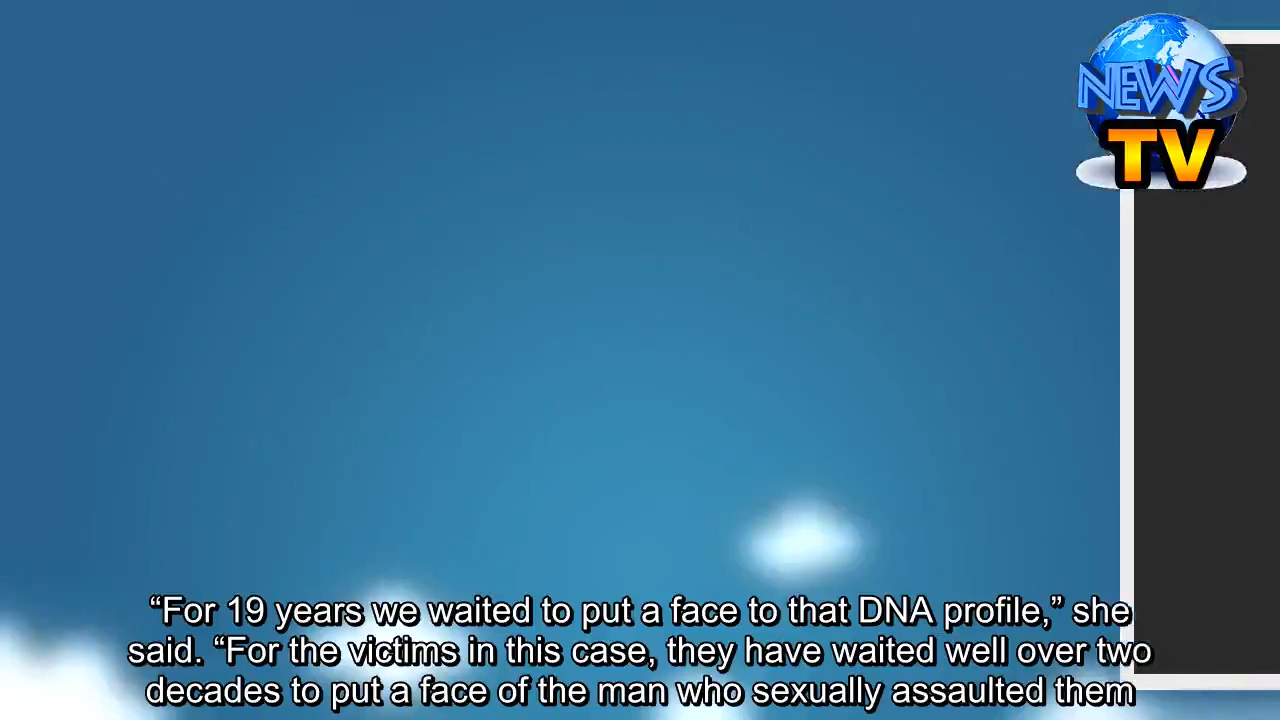 NEWS
TV
“For 19 years we waited to put a face to that DNA profile,” she
said. “For the victims in this case, they have waited well over two
decades to put a face of the man who sexually assaulted them